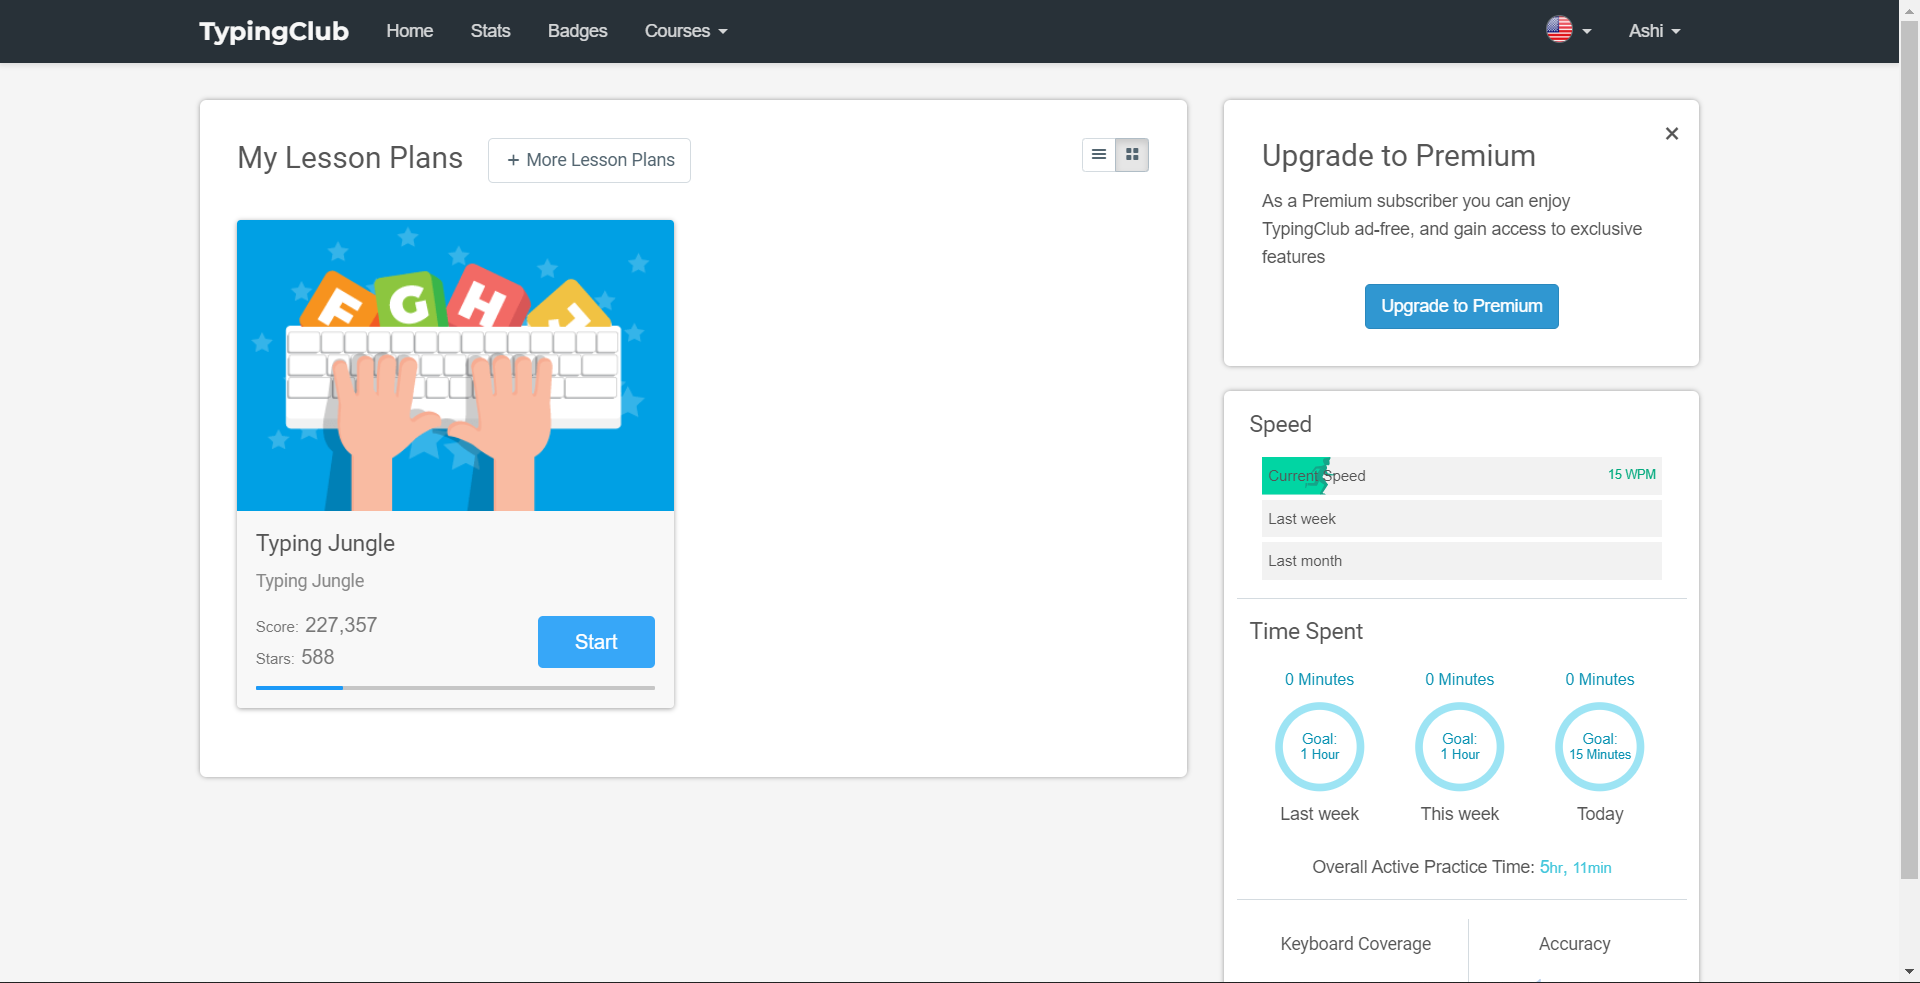 TypingClub
Home
Stats
Badges
Courses
Ashi
My Lesson Plans
+ More Lesson Plans
F G H
Typing Jungle
Typing Jungle
Score: 227,357
Stars: 588
Start
Upgrade to Premium
As a Premium subscriber you can enjoy
TypingClub ad-free, and gain access to exclusive
features
Upgrade to Premium
Speed
Current Speed 15 WPM
Last week
Last month
Time Spent
0 Minutes 0 Minutes 0 Minutes
Goal: Goal: Goal:
1 Hour 1 Hour 15 Minutes
Last week This week Today
Overall Active Practice Time: 5hr, 11min
Keyboard Coverage Accuracy